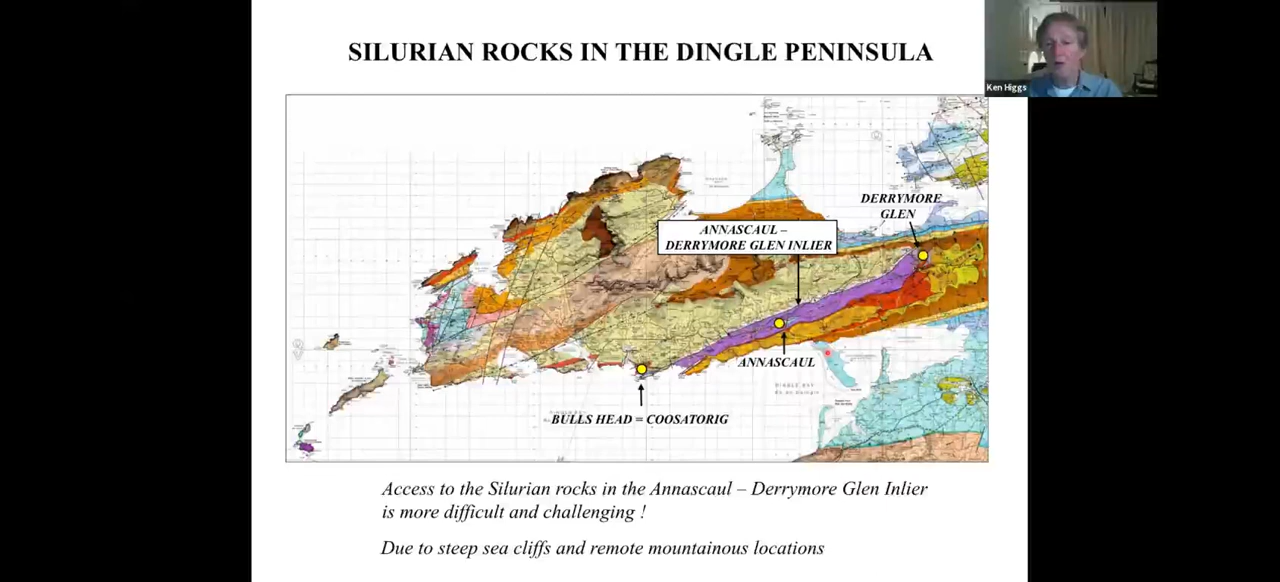 SILURIAN ROCKS IN THE DINGLE PENINSULA
Ken Higgs
DERRYMORE
GLEN
ANNASCAUL –
DERRYMORE GLEN INLIER
ANNASCAUL
BULLS HEAD = COOSATORIG
Access to the Silurian rocks in the Annascaul – Derrymore Glen Inlier
is more difficult and challenging !
Due to steep sea cliffs and remote mountainous locations